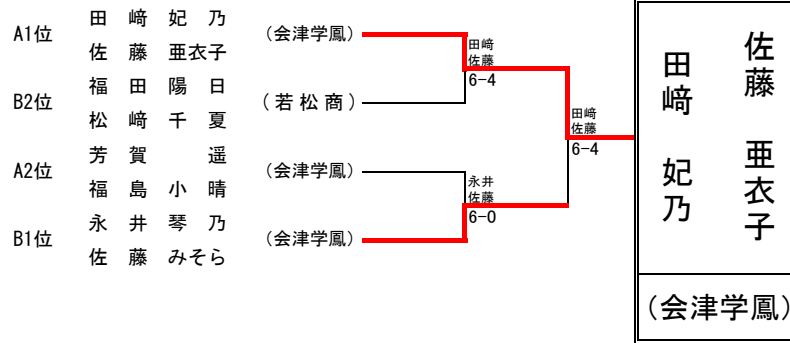 A1位 田 﨑 妃 乃 (会津学鳳)
佐 藤 亜衣子
B2位 福 田 陽 日 (若松商)
松 﨑 千 夏
A2位 芳 賀 遥 (会津学鳳)
福 島 小 晴
B1位 永 井 琴 乃 (会津学鳳)
佐 藤 みそら
田﨑
佐藤
6-4
永井
佐藤
6-0
田﨑
佐藤
6-4
佐藤 亜衣子
田﨑 妃乃
(会津学鳳)